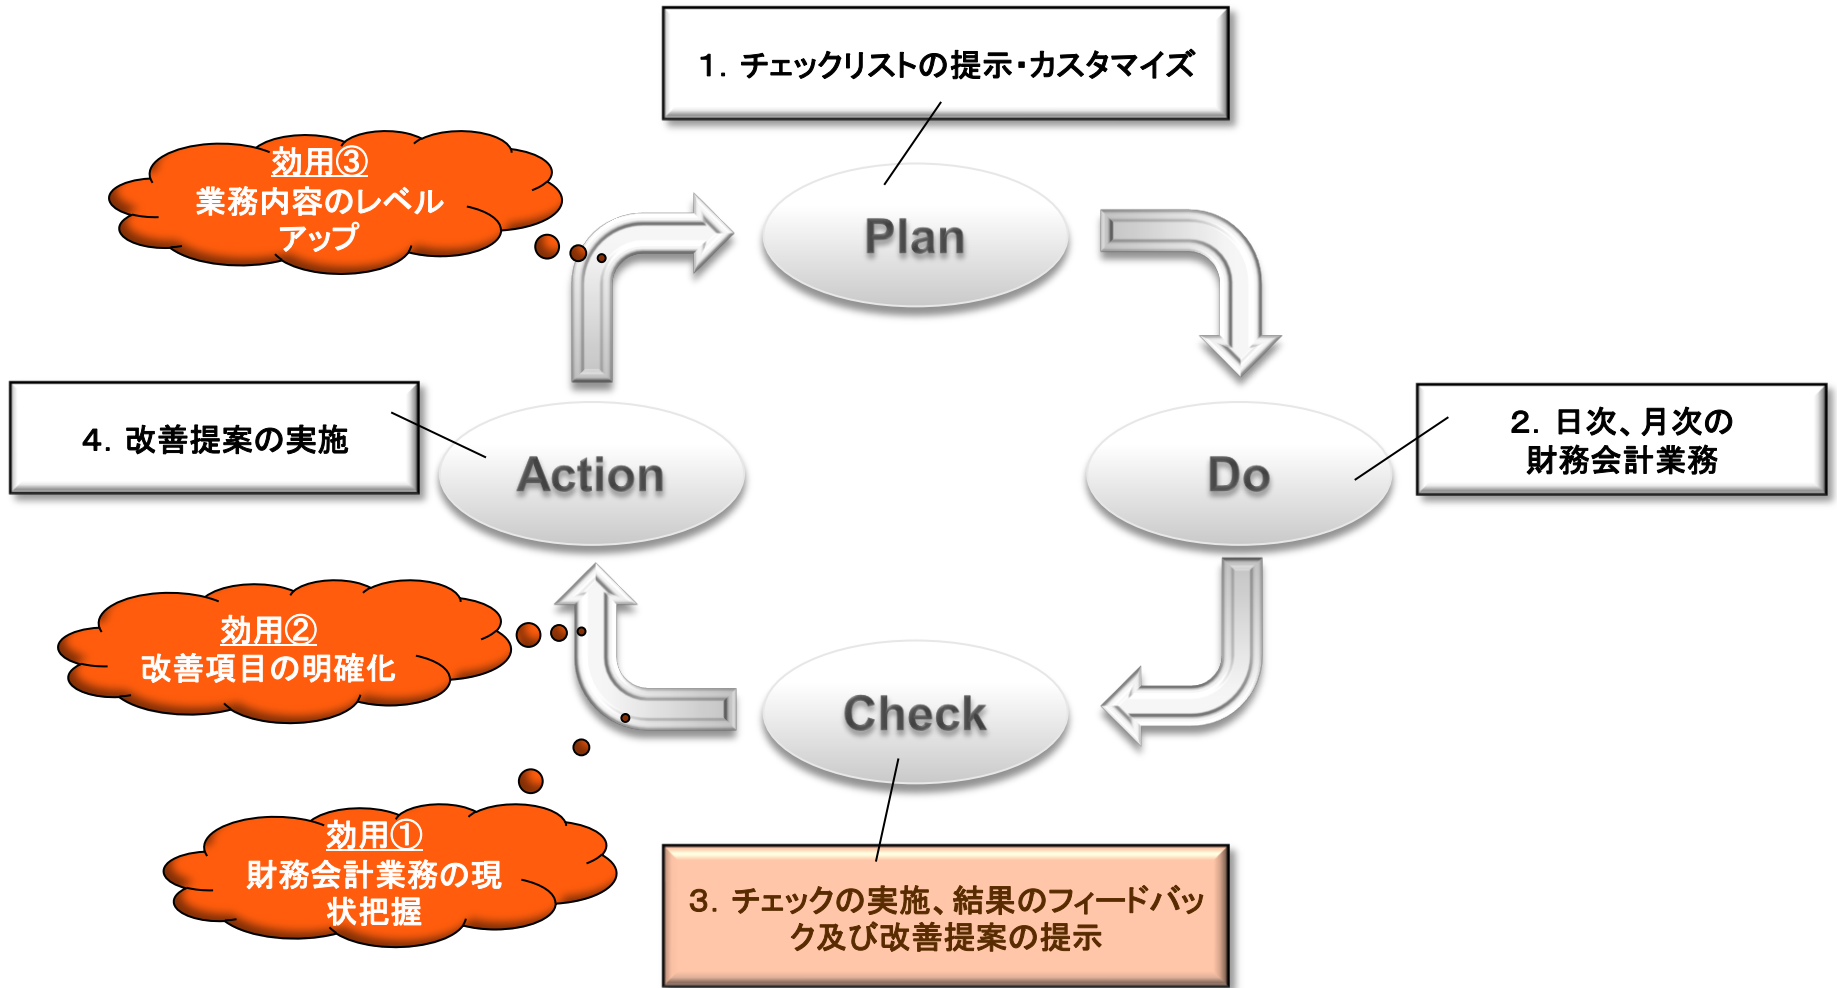 １．チェックリストの提示・カスタマイズ
効用③
業務内容のレベル
アップ
Plan
４．改善提案の実施
Action
Do
２．日次、月次の
財務会計業務
効用②
改善項目の明確化
Check
効用①
財務会計業務の現
状把握
３．チェックの実施、結果のフィードバッ
ク及び改善提案の提示